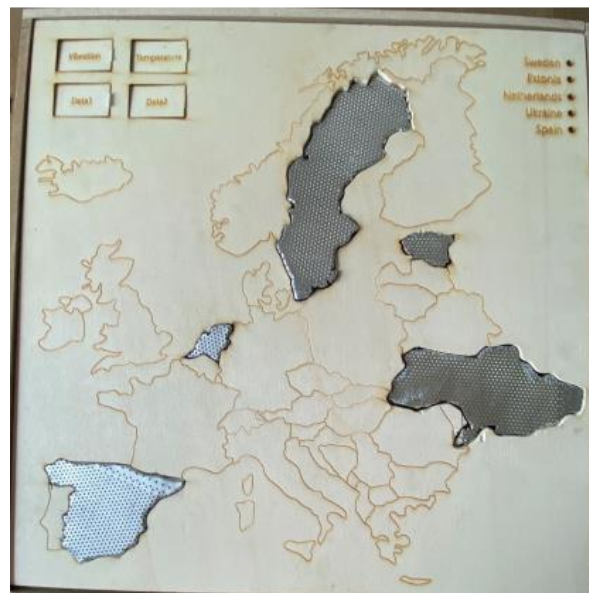 Vibration Temperature
Data1 Data2
Sweden
Estonia
Netherlands
Ukraine
Spain